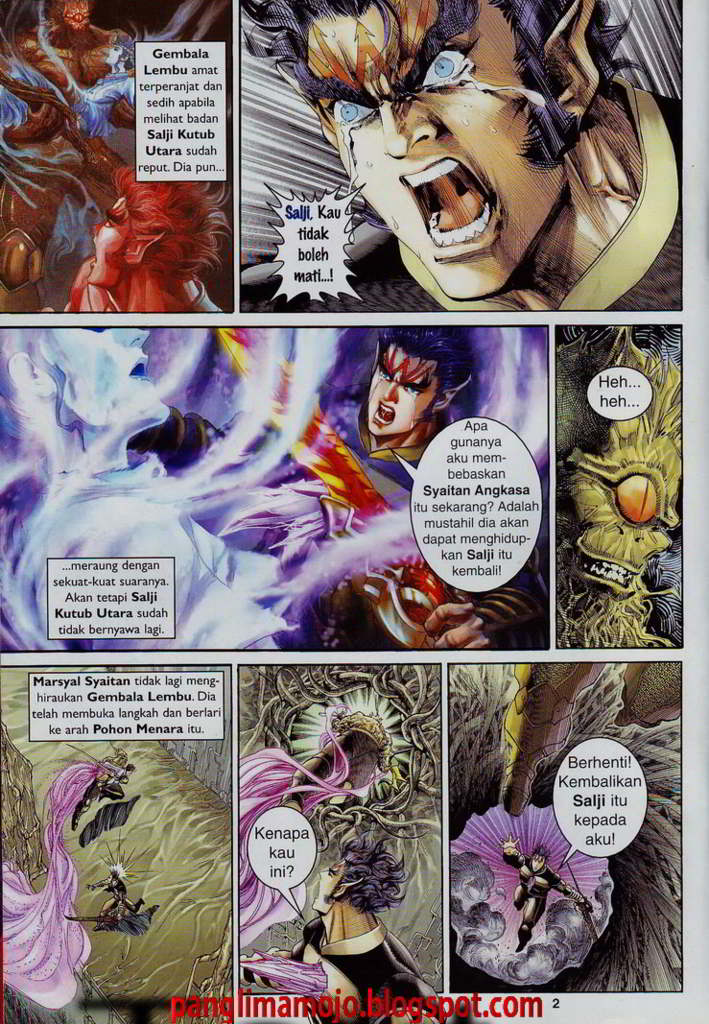 Gembala
Lembu amat
terperanjat dan
sedih apabila
melihat badan
Salji Kutub
Utara sudah
reput. Dia pun...
Salji, Kau
tidak
boleh
mati...!
Apa
gunanya
aku mem-
bebaskan
Syaitan Angkasa
itu sekarang? Adalah
mustahil dia akan
dapat menghidup-
kan Salji itu
kembali!
...meraung dengan
sekuat-kuat suaranya.
Akan tetapi Salji
Kutub Utara sudah
tidak bernyawa lagi.
Heh...
heh...
Marsyal Syaitan tidak lagi meng-
hiraukan Gembala Lembu. Dia
telah membuka langkah dan berlari
ke arah Pohon Menara itu.
Kenapa
kau
ini?
Berhenti!
Kembalikan
Salji itu
kepada
aku!
panglimamojo.blogspot.com
2